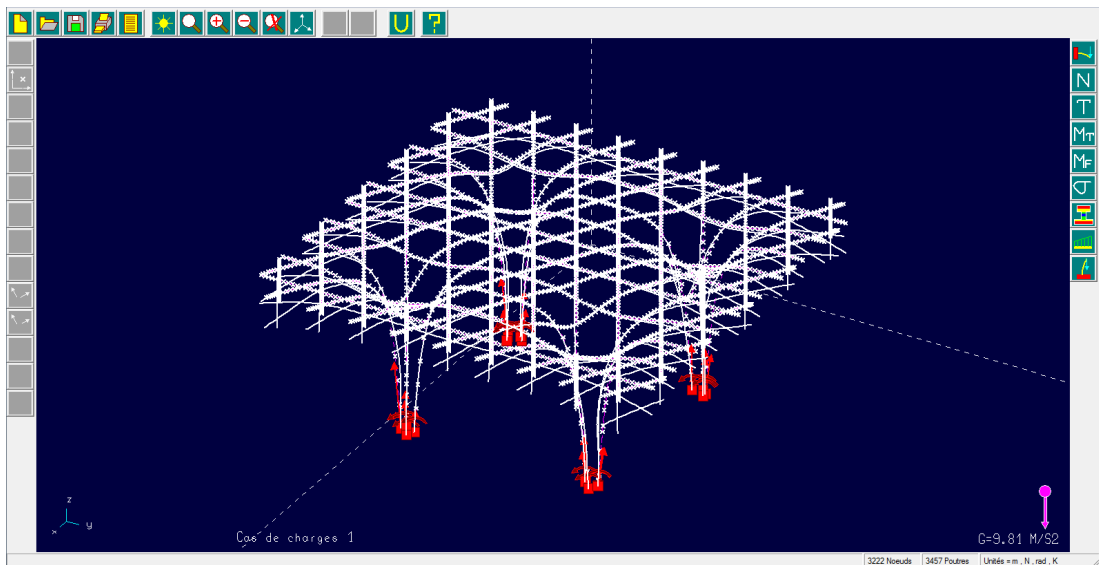 N
T
MT
MF
z
y
x
Cas de charges 1
G=9.81 M/S2
3222 Noeuds
3457 Poutres
Unités = m , N , rad , K